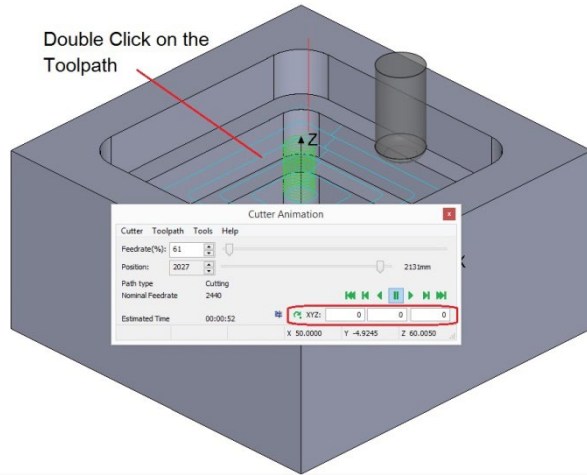 Double Click on the
Toolpath
Z
Cutter Animation
x
Cutter Toolpath Tools Help
Feedrate(%): 61
Position: 2027 2131mm
Path type Cutting
Nominal Feedrate 2440
Estimated Time 00:00:52 XYZ: 0 0 0
X 50.0000 Y -4.9245 Z 60.0050